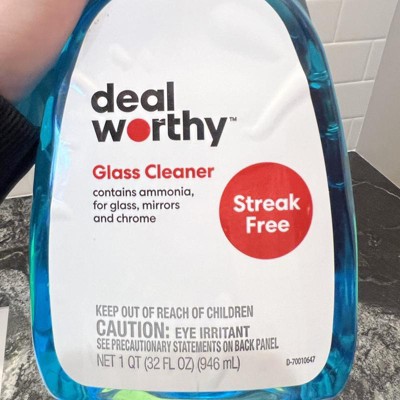 deal
worthy™
Glass Cleaner
contains ammonia,
for glass, mirrors
and chrome
Streak
Free
KEEP OUT OF REACH OF CHILDREN
CAUTION: EYE IRRITANT
SEE PRECAUTIONARY STATEMENTS ON BACK PANEL
NET 1 QT (32 FL OZ) (946 mL)
D-70010647